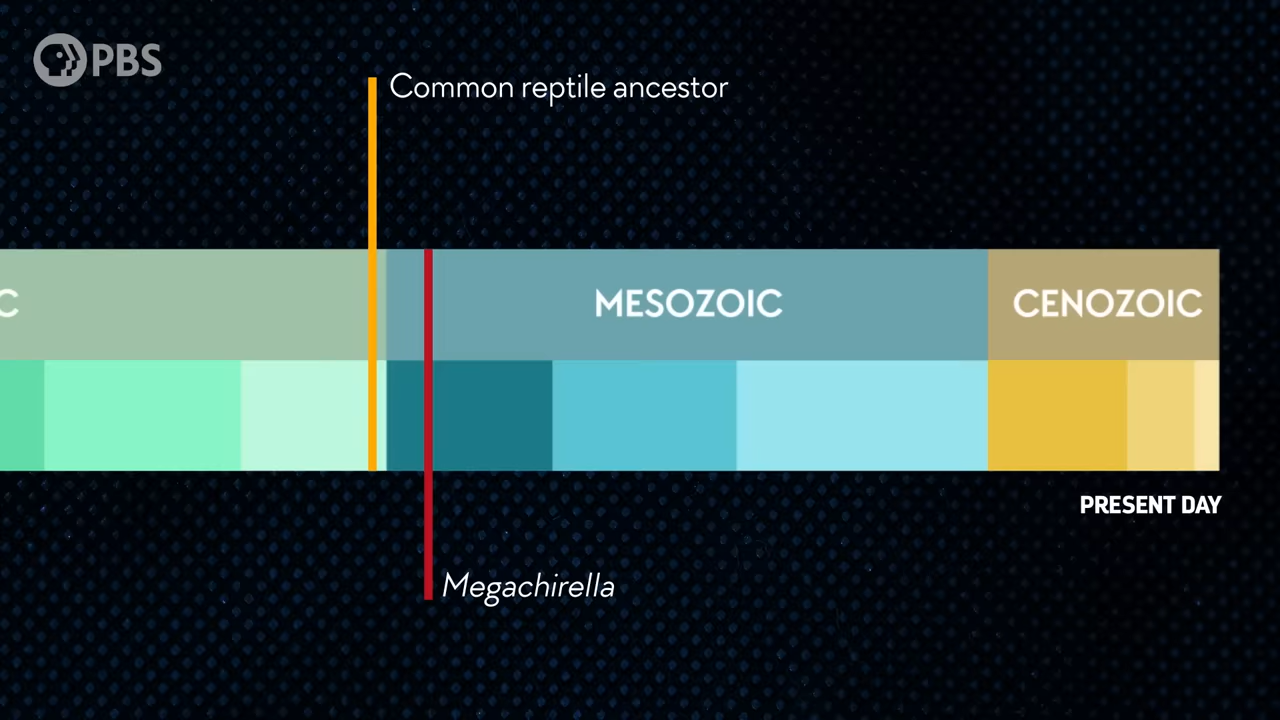 PBS
Common reptile ancestor
C
MESOZOIC
CENOZOIC
PRESENT DAY
Megachirella